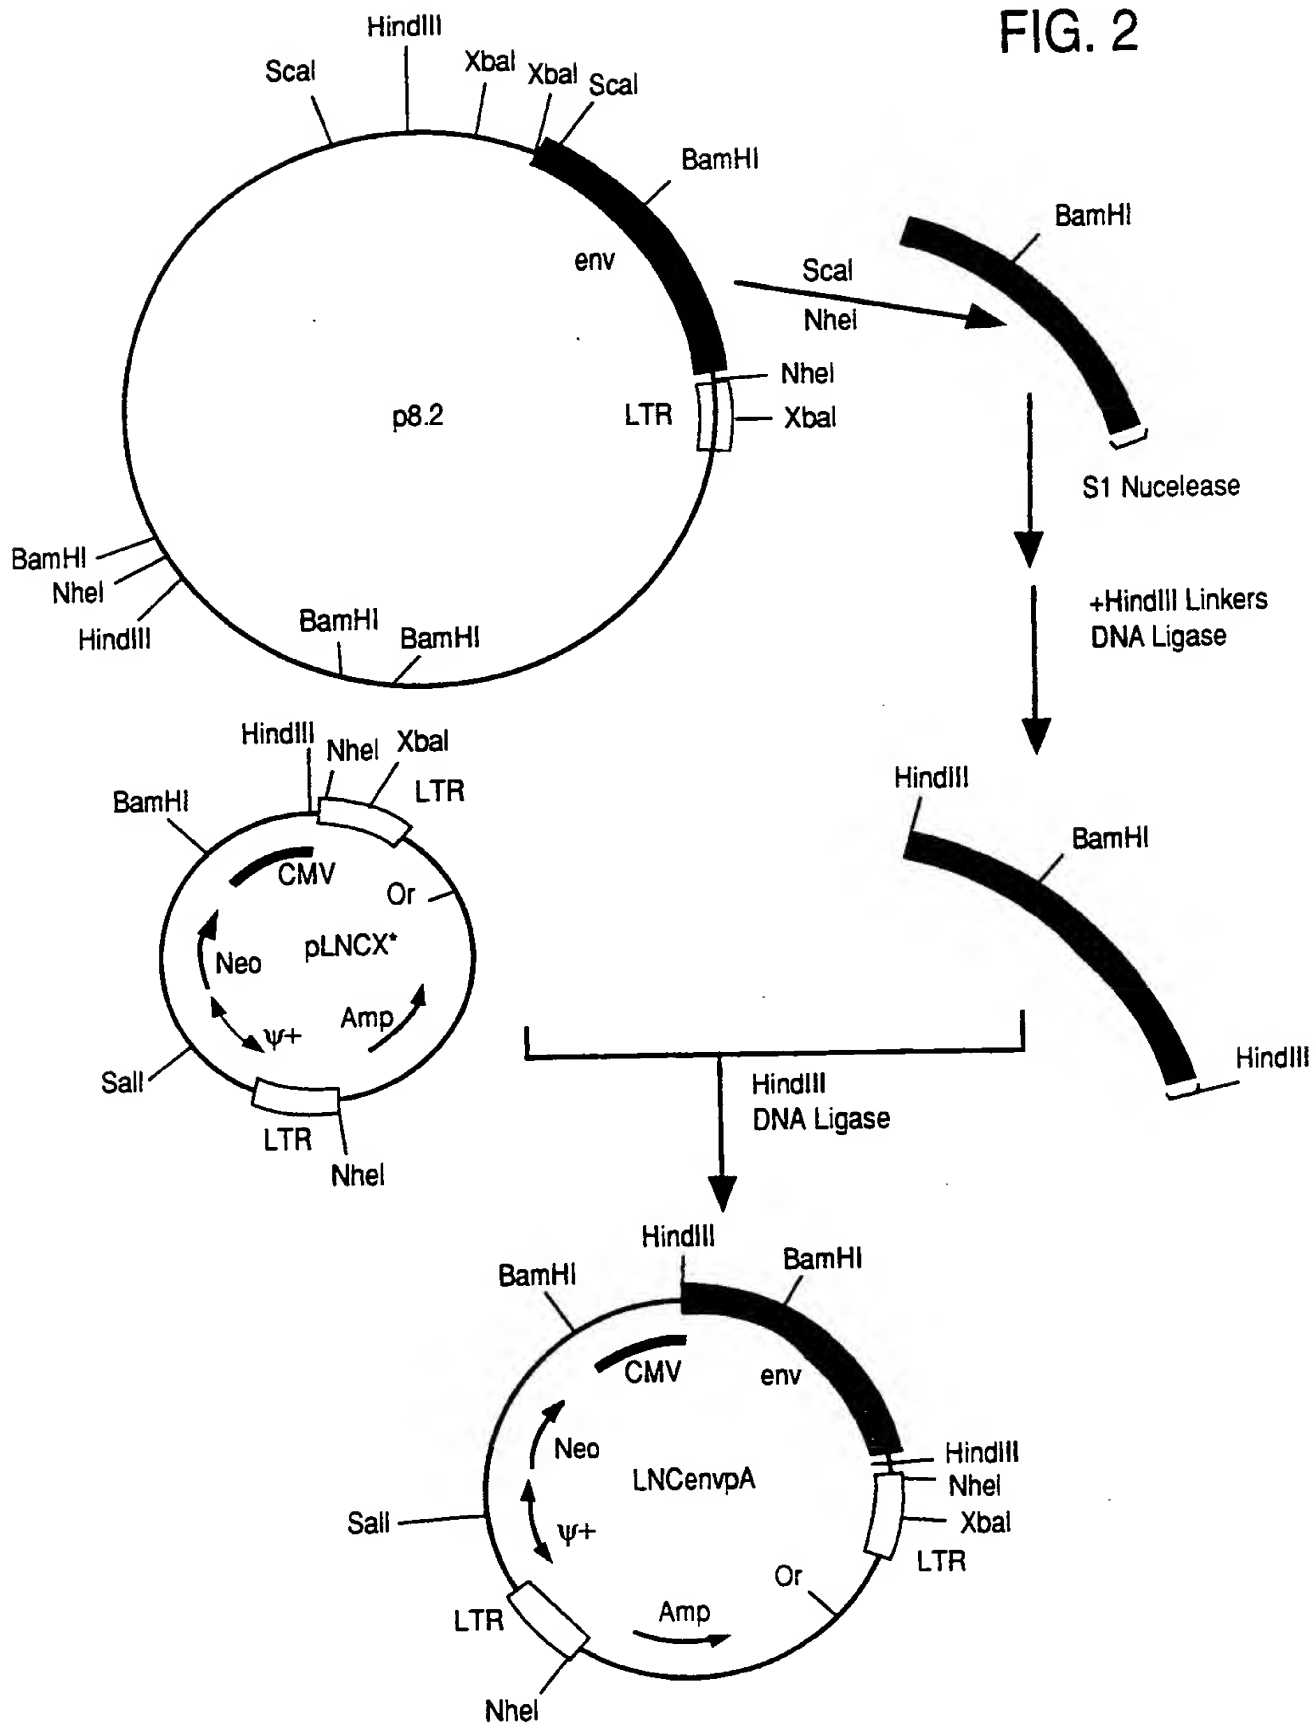 FIG. 2
HindIII
ScaI
XbaI
XbaI
ScaI
BamHI
env
NheI
LTR
XbaI
p8.2
BamHI
NheI
HindIII
BamHI
BamHI
ScaI
NheI
BamHI
S1 Nucelease
+HindIII Linkers
DNA Ligase
HindIII
BamHI
HindIII
HindIII
NheI
XbaI
LTR
BamHI
CMV
Or
pLNCX*
Neo
Amp
ψ+
SalI
LTR
NheI
HindIII
DNA Ligase
HindIII
BamHI
BamHI
CMV
env
Neo
LNCenvpA
HindIII
NheI
XbaI
LTR
SalI
ψ+
Or
LTR
Amp
NheI